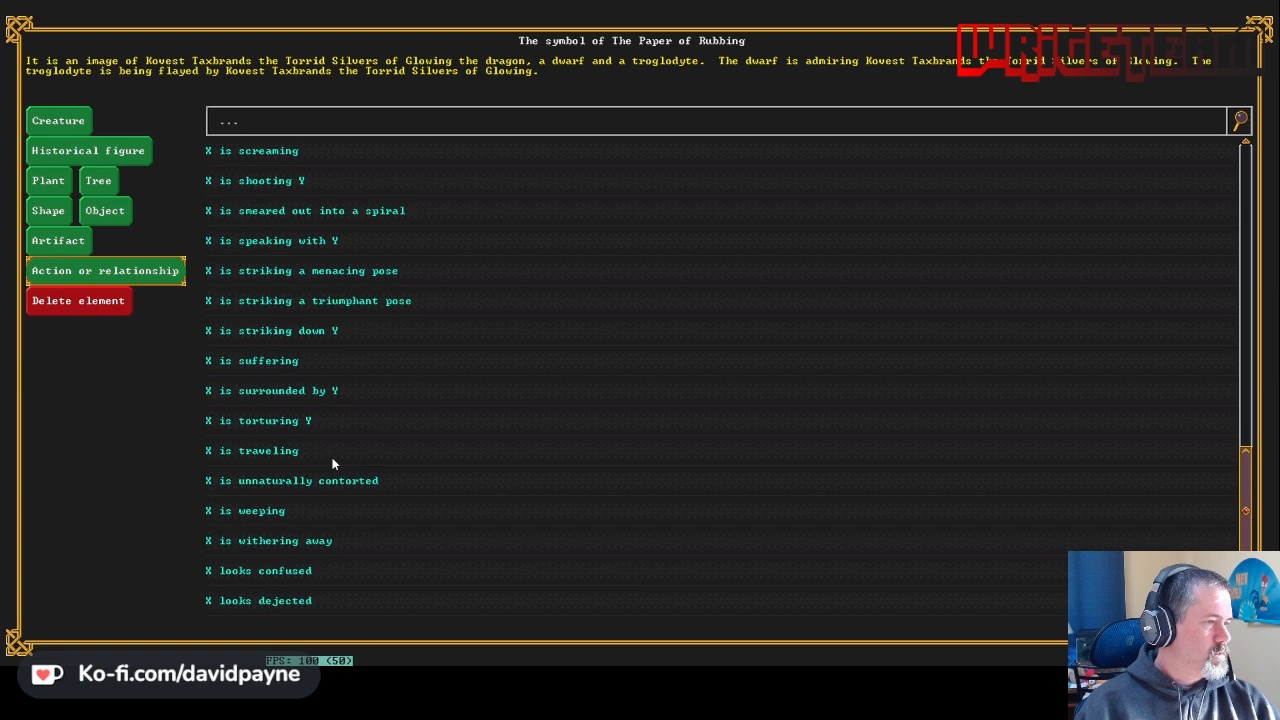 The symbol of The Paper of Rubbing
It is an image of Kovest Taxbrands the Torrid Silvers of Glowing the dragon, a dwarf and a troglodyte.  The dwarf is admiring Kovest Taxbrands the Torrid Silvers of Glowing.  The
troglodyte is being flayed by Kovest Taxbrands the Torrid Silvers of Glowing.
WRITETEAM
Creature
...
Historical figure
X is screaming
Plant Tree
X is shooting Y
Shape Object
X is smeared out into a spiral
Artifact
X is speaking with Y
Action or relationship
X is striking a menacing pose
Delete element
X is striking a triumphant pose
X is striking down Y
X is suffering
X is surrounded by Y
X is torturing Y
X is traveling
X is unnaturally contorted
X is weeping
X is withering away
X looks confused
X looks dejected
FPS: 100 (50)
Ko-fi.com/davidpayne